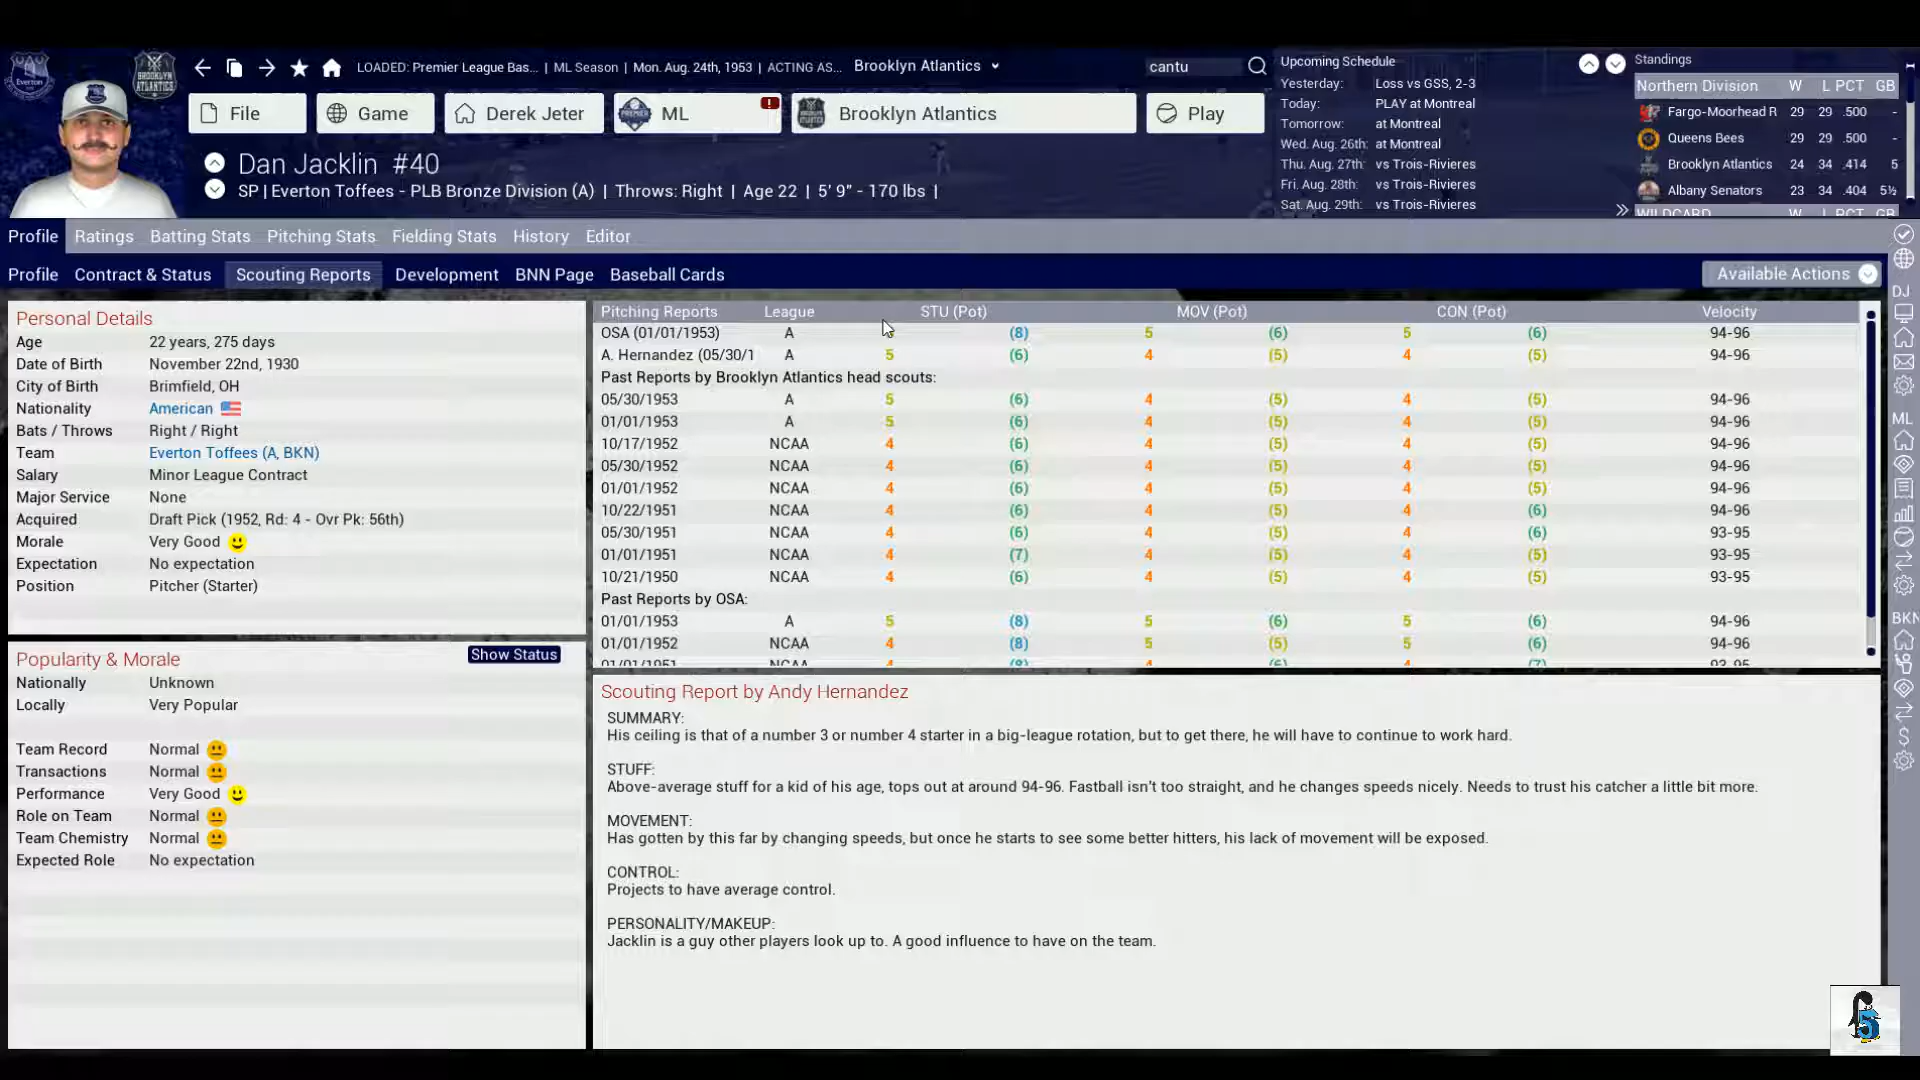 LOADED: Premier League Bas... | ML Season | Mon. Aug. 24th, 1953 | ACTING AS... Brooklyn Atlantics
cantu
File Game Derek Jeter ML ! Brooklyn Atlantics Play
Dan Jacklin #40
SP | Everton Toffees - PLB Bronze Division (A) | Throws: Right | Age 22 | 5' 9" - 170 lbs |
Upcoming Schedule
Yesterday: Loss vs GSS, 2-3
Today: PLAY at Montreal
Tomorrow: at Montreal
Wed. Aug. 26th: at Montreal
Thu. Aug. 27th: vs Trois-Rivieres
Fri. Aug. 28th: vs Trois-Rivieres
Sat. Aug. 29th: vs Trois-Rivieres
Standings
Northern Division W L PCT GB
Fargo-Moorhead R 29 29 .500 -
Queens Bees 29 29 .500 -
Brooklyn Atlantics 24 34 .414 5
Albany Senators 23 34 .404 5½
WILDCARD W L PCT GB
Profile Ratings Batting Stats Pitching Stats Fielding Stats History Editor
Profile Contract & Status Scouting Reports Development BNN Page Baseball Cards
Available Actions
Personal Details
Age 22 years, 275 days
Date of Birth November 22nd, 1930
City of Birth Brimfield, OH
Nationality American
Bats / Throws Right / Right
Team Everton Toffees (A, BKN)
Salary Minor League Contract
Major Service None
Acquired Draft Pick (1952, Rd: 4 - Ovr Pk: 56th)
Morale Very Good
Expectation No expectation
Position Pitcher (Starter)
Popularity & Morale Show Status
Nationally Unknown
Locally Very Popular
Team Record Normal
Transactions Normal
Performance Very Good
Role on Team Normal
Team Chemistry Normal
Expected Role No expectation
Pitching Reports League STU (Pot) MOV (Pot) CON (Pot) Velocity
OSA (01/01/1953) A (8) 5 (6) 5 (6) 94-96
A. Hernandez (05/30/1 A 5 (6) 4 (5) 4 (5) 94-96
Past Reports by Brooklyn Atlantics head scouts:
05/30/1953 A 5 (6) 4 (5) 4 (5) 94-96
01/01/1953 A 5 (6) 4 (5) 4 (5) 94-96
10/17/1952 NCAA 4 (6) 4 (5) 4 (5) 94-96
05/30/1952 NCAA 4 (6) 4 (5) 4 (5) 94-96
01/01/1952 NCAA 4 (6) 4 (5) 4 (5) 94-96
10/22/1951 NCAA 4 (6) 4 (5) 4 (6) 94-96
05/30/1951 NCAA 4 (6) 4 (5) 4 (6) 93-95
01/01/1951 NCAA 4 (7) 4 (5) 4 (5) 93-95
10/21/1950 NCAA 4 (6) 4 (5) 4 (5) 93-95
Past Reports by OSA:
01/01/1953 A 5 (8) 5 (6) 5 (6) 94-96
01/01/1952 NCAA 4 (8) 5 (5) 5 (6) 94-96
01/01/1951 NCAA 4 (8) 4 (6) 4 (7) 93-95
Scouting Report by Andy Hernandez
SUMMARY:
His ceiling is that of a number 3 or number 4 starter in a big-league rotation, but to get there, he will have to continue to work hard.
STUFF:
Above-average stuff for a kid of his age, tops out at around 94-96. Fastball isn't too straight, and he changes speeds nicely. Needs to trust his catcher a little bit more.
MOVEMENT:
Has gotten by this far by changing speeds, but once he starts to see some better hitters, his lack of movement will be exposed.
CONTROL:
Projects to have average control.
PERSONALITY/MAKEUP:
Jacklin is a guy other players look up to. A good influence to have on the team.
DJ
ML
BKN